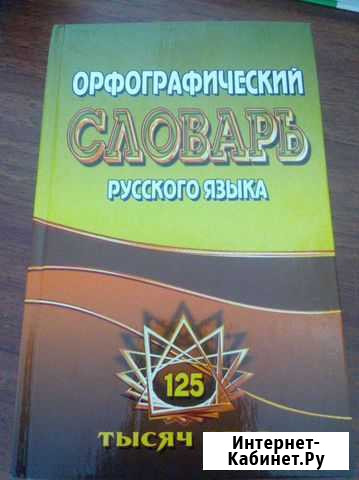 ОРФОГРАФИЧЕСКИЙ
СЛОВАРЬ
РУССКОГО ЯЗЫКА
125
ТЫСЯЧ
Интернет-
Кабинет.Ру